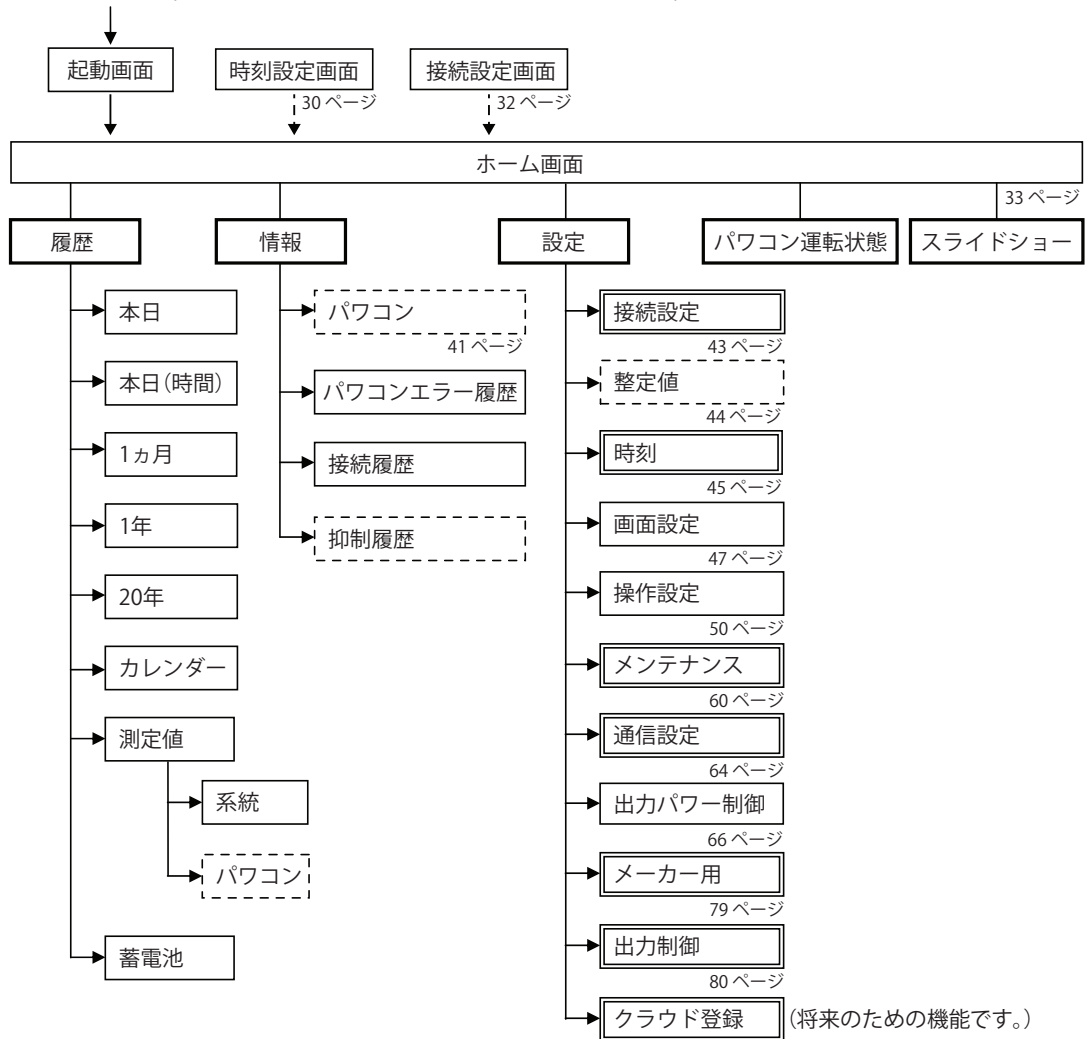 起動画面
時刻設定画面
接続設定画面
30 ページ
32 ページ
ホーム画面
33 ページ
履歴
情報
設定
パワコン運転状態
スライドショー
本日
本日(時間)
1ヵ月
1年
20年
カレンダー
測定値
系統
パワコン
蓄電池
パワコン
41 ページ
パワコンエラー履歴
接続履歴
抑制履歴
接続設定
43 ページ
整定値
44 ページ
時刻
45 ページ
画面設定
47 ページ
操作設定
50 ページ
メンテナンス
60 ページ
通信設定
64 ページ
出力パワー制御
66 ページ
メーカー用
79 ページ
出力制御
80 ページ
クラウド登録 (将来のための機能です。)